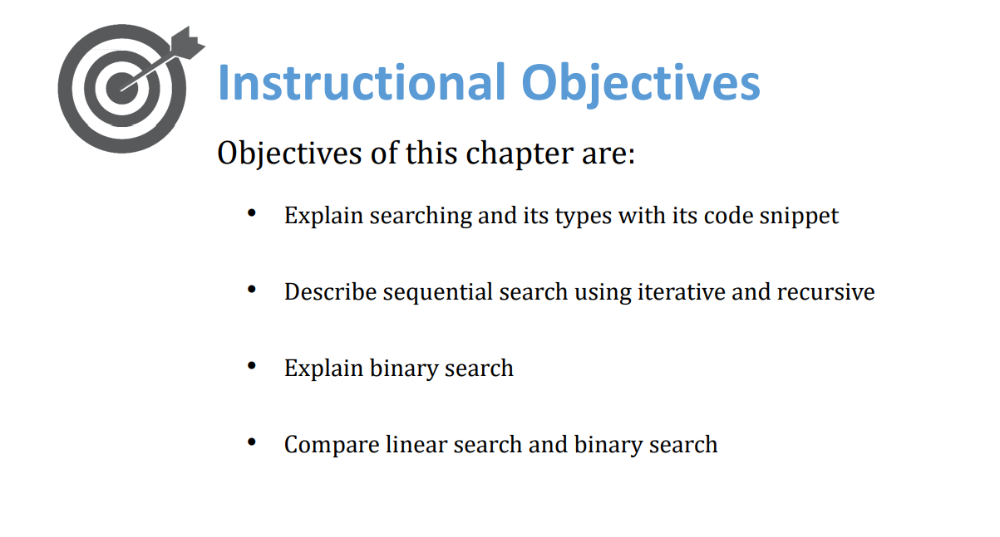 Instructional Objectives
Objectives of this chapter are:
• Explain searching and its types with its code snippet
• Describe sequential search using iterative and recursive
• Explain binary search
• Compare linear search and binary search